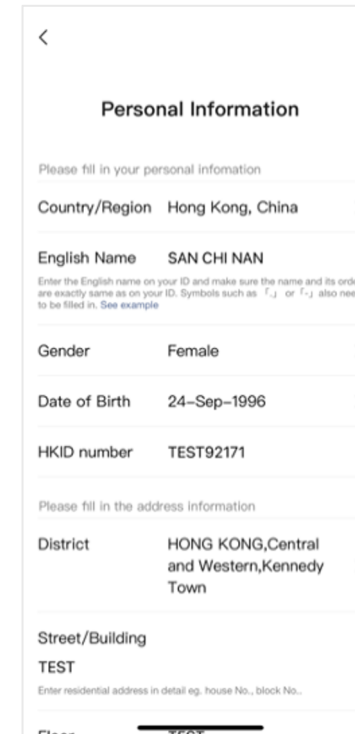 Personal Information
Please fill in your personal infomation
Country/Region Hong Kong, China
English Name SAN CHI NAN
Enter the English name on your ID and make sure the name and its orde
are exactly same as on your ID. Symbols such as 「.」 or 「-」 also nee
to be filled in. See example
Gender Female
Date of Birth 24-Sep-1996
HKID number TEST92171
Please fill in the address information
District HONG KONG,Central
and Western,Kennedy
Town
Street/Building
TEST
Enter residential address in detail eg. house No., block No..